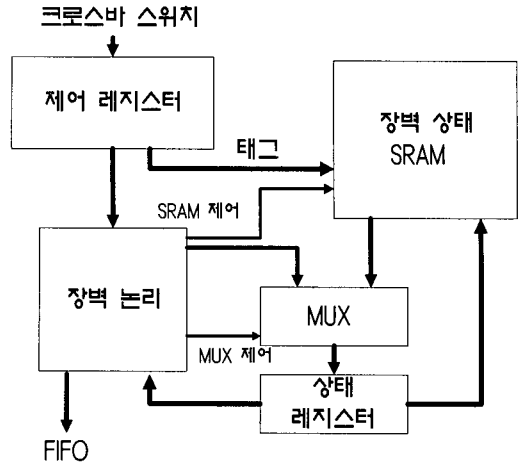 크로스바 스위치
제어 레지스터
장벽 상태
SRAM
태그
SRAM 제어
장벽 논리
MUX
MUX 제어
상태
레지스터
FIFO